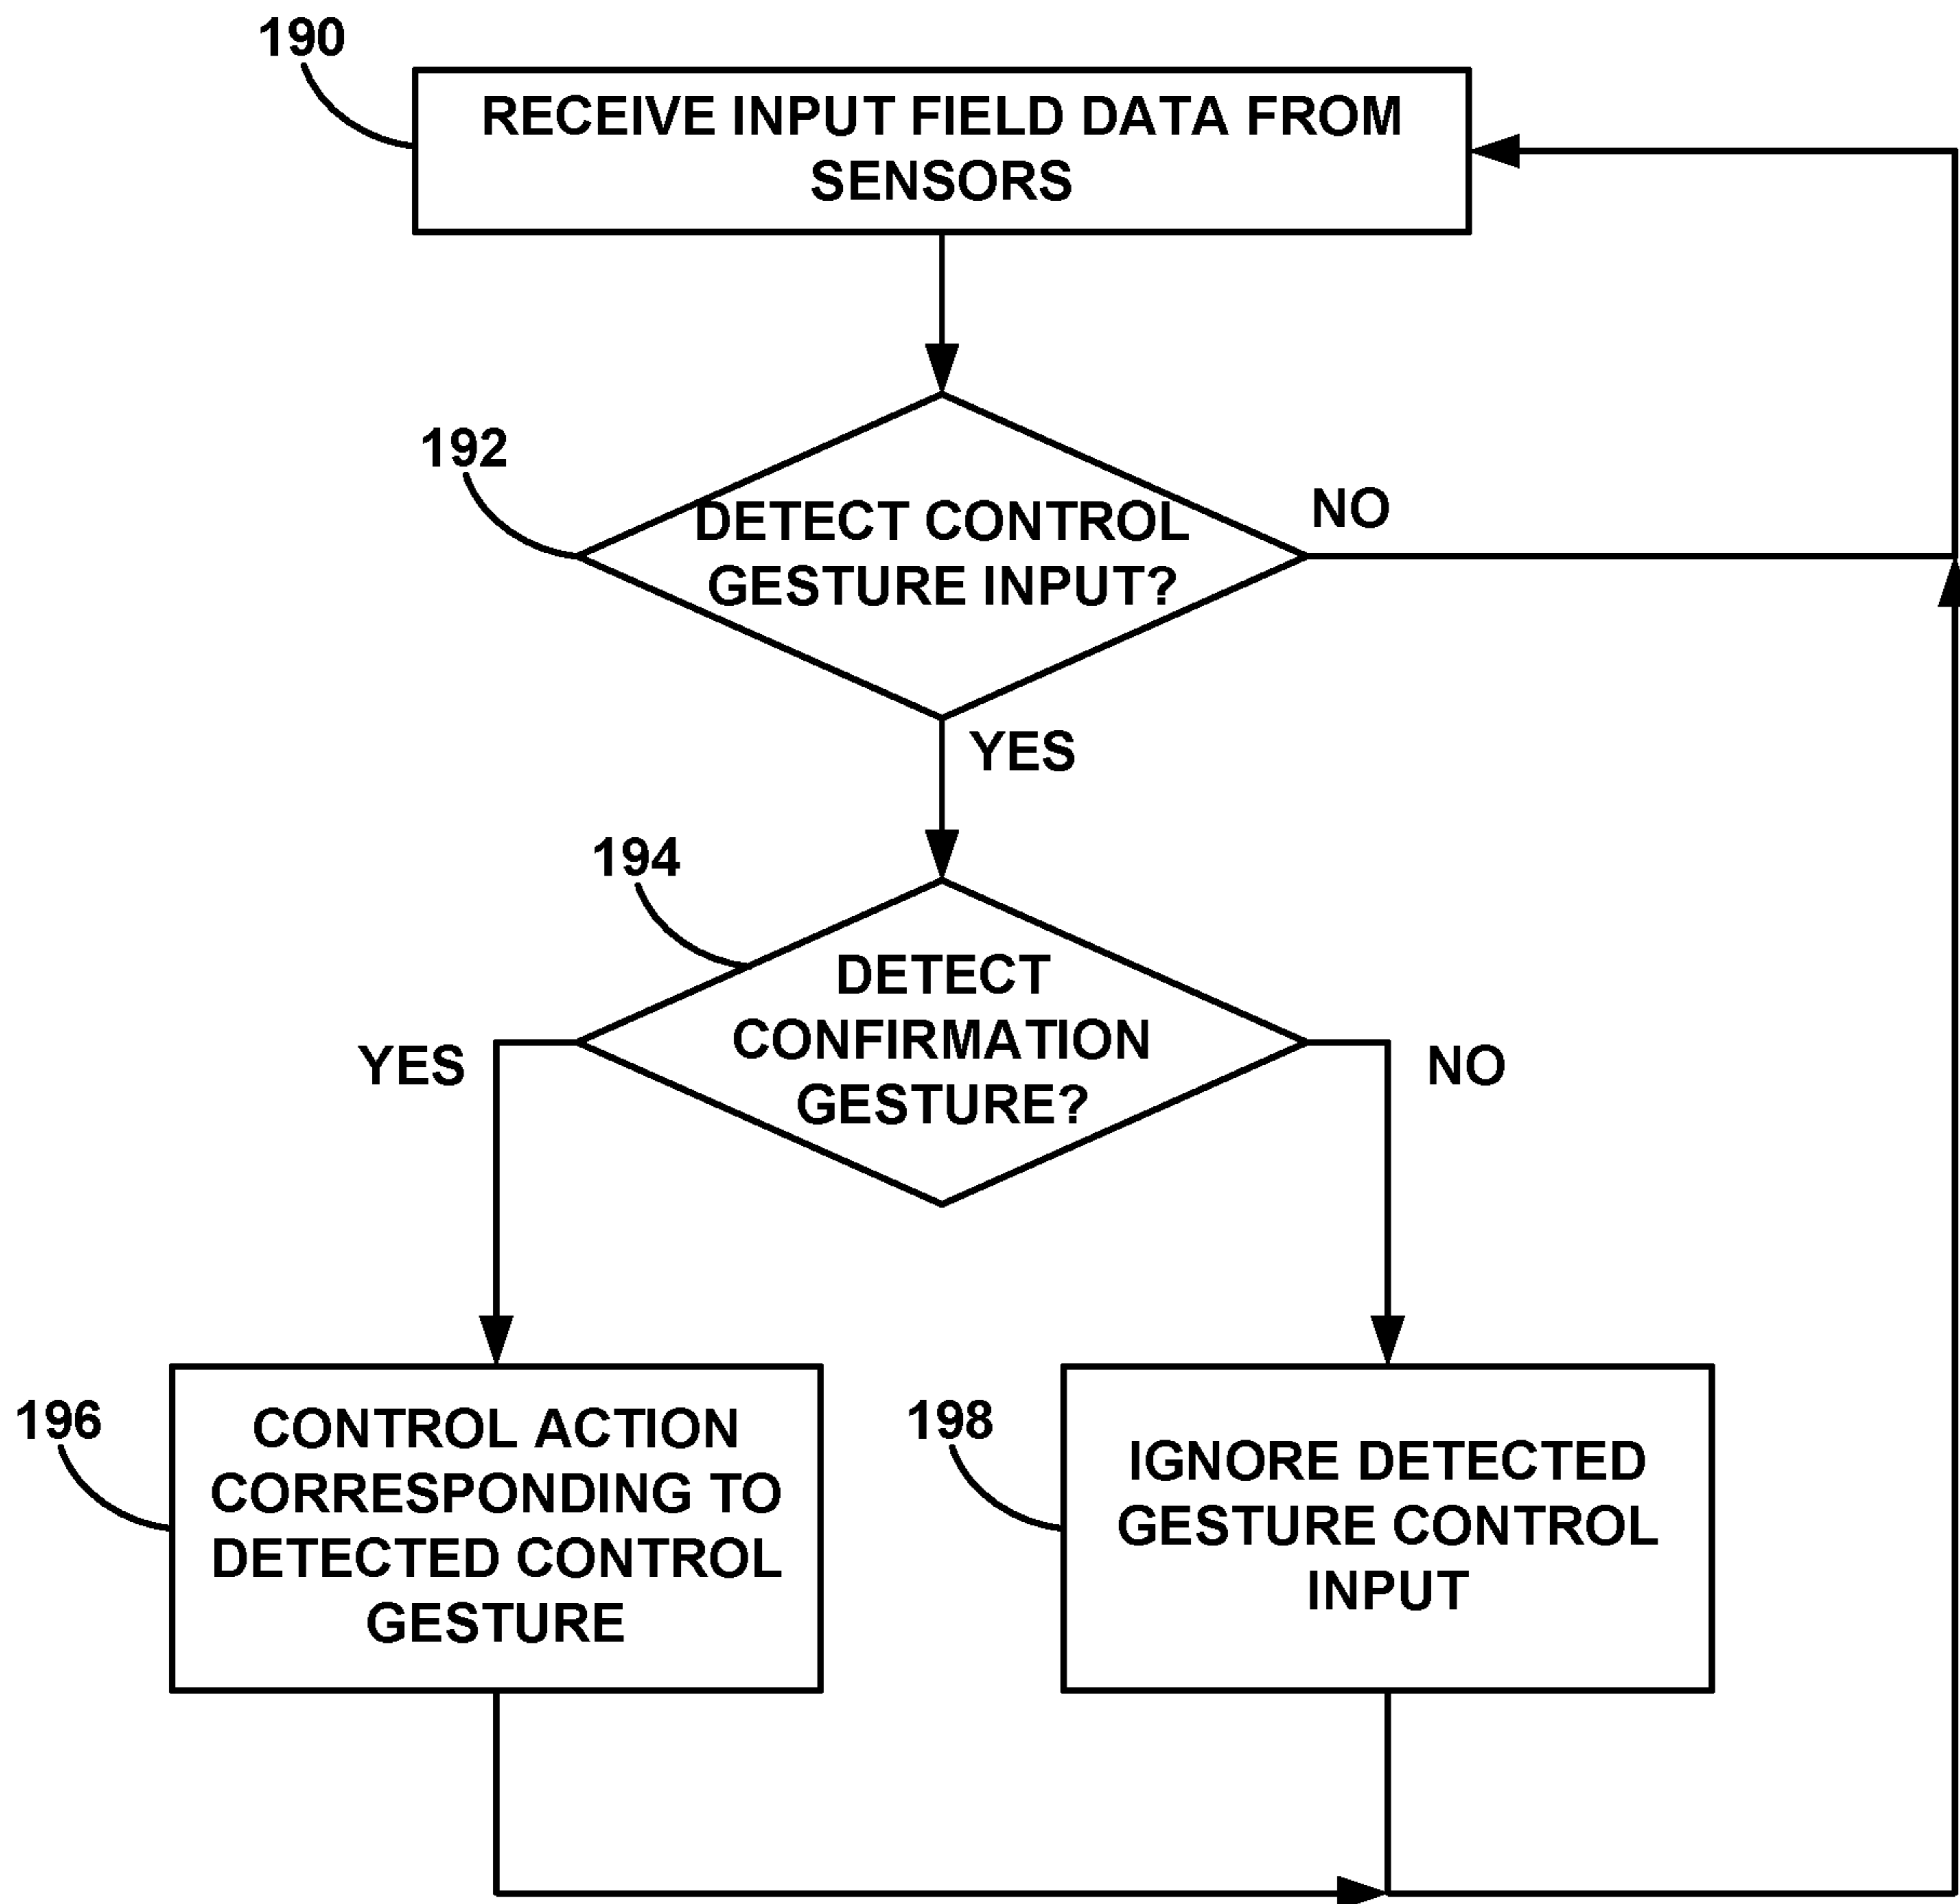 190
RECEIVE INPUT FIELD DATA FROM
SENSORS
192
DETECT CONTROL
GESTURE INPUT?
NO
YES
194
DETECT
CONFIRMATION
GESTURE?
YES
NO
196
CONTROL ACTION
CORRESPONDING TO
DETECTED CONTROL
GESTURE
198
IGNORE DETECTED
GESTURE CONTROL
INPUT